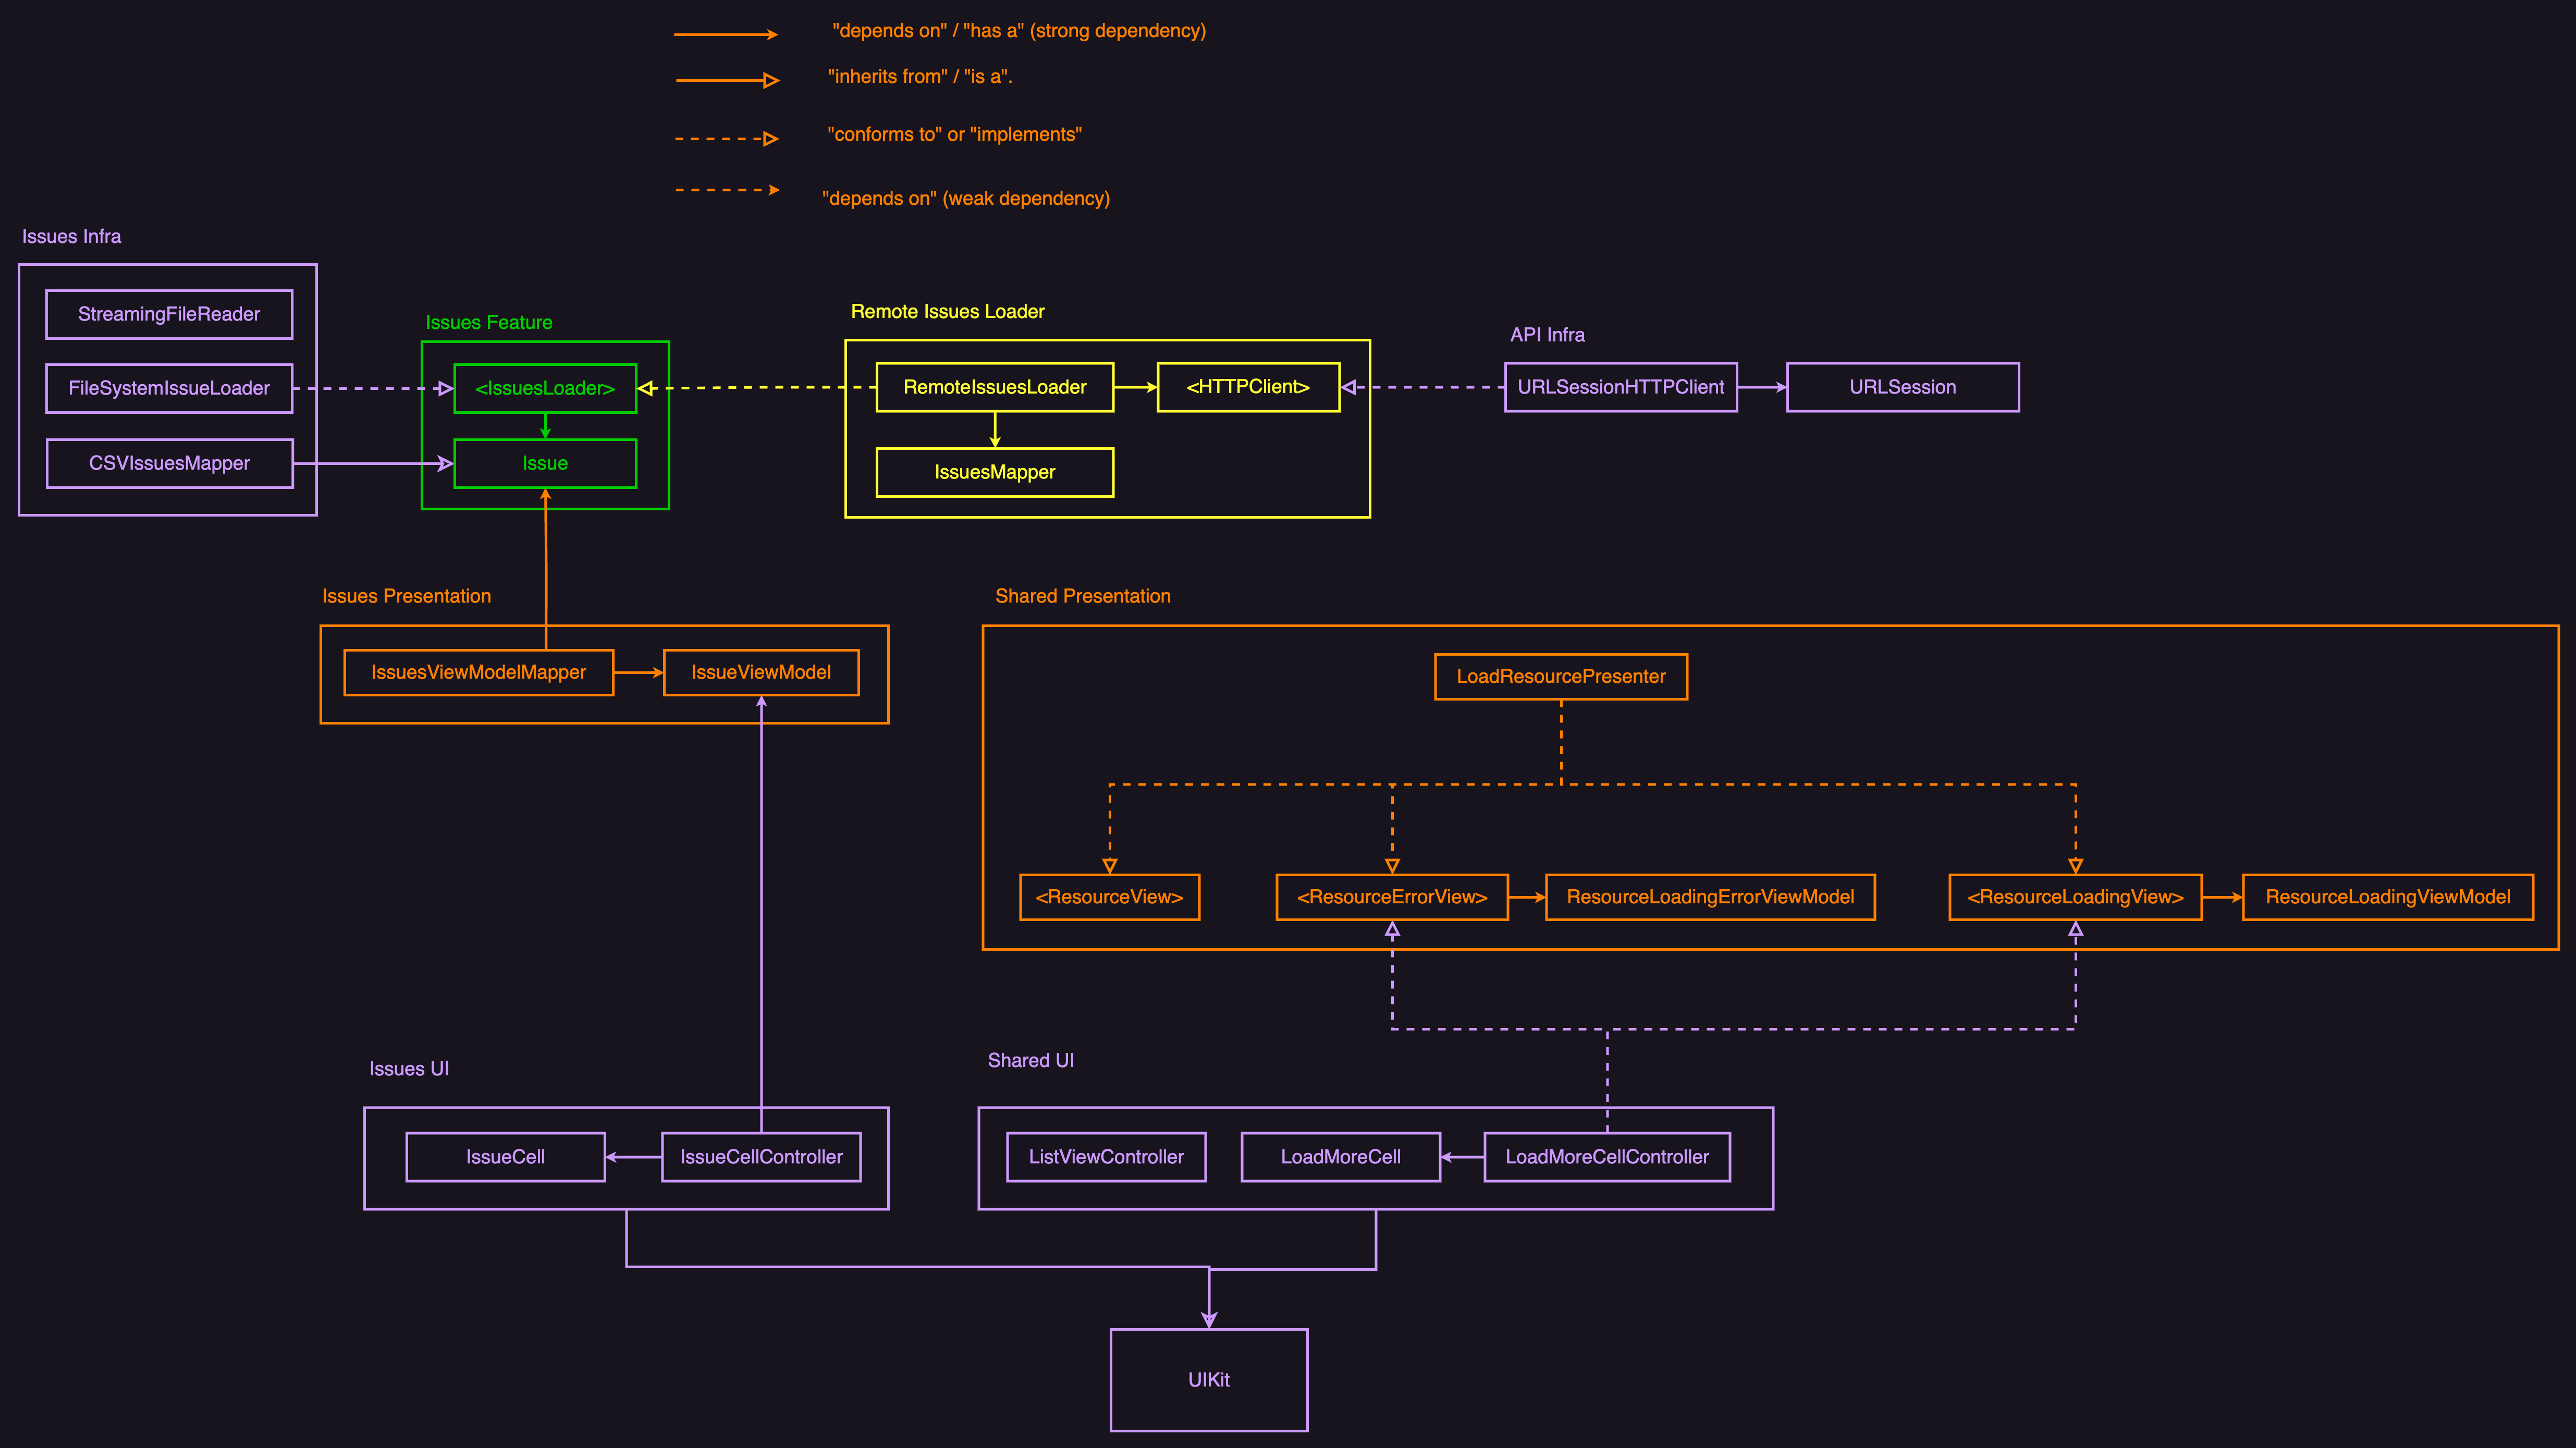 "depends on" / "has a" (strong dependency)
"inherits from" / "is a".
"conforms to" or "implements"
"depends on" (weak dependency)
Issues Infra
StreamingFileReader
FileSystemIssueLoader
CSVIssuesMapper
Issues Feature
<IssuesLoader>
Issue
Remote Issues Loader
RemoteIssuesLoader
<HTTPClient>
IssuesMapper
API Infra
URLSessionHTTPClient
URLSession
Issues Presentation
IssuesViewModelMapper
IssueViewModel
Shared Presentation
LoadResourcePresenter
<ResourceView>
<ResourceErrorView>
ResourceLoadingErrorViewModel
<ResourceLoadingView>
ResourceLoadingViewModel
Issues UI
IssueCell
IssueCellController
Shared UI
ListViewController
LoadMoreCell
LoadMoreCellController
UIKit